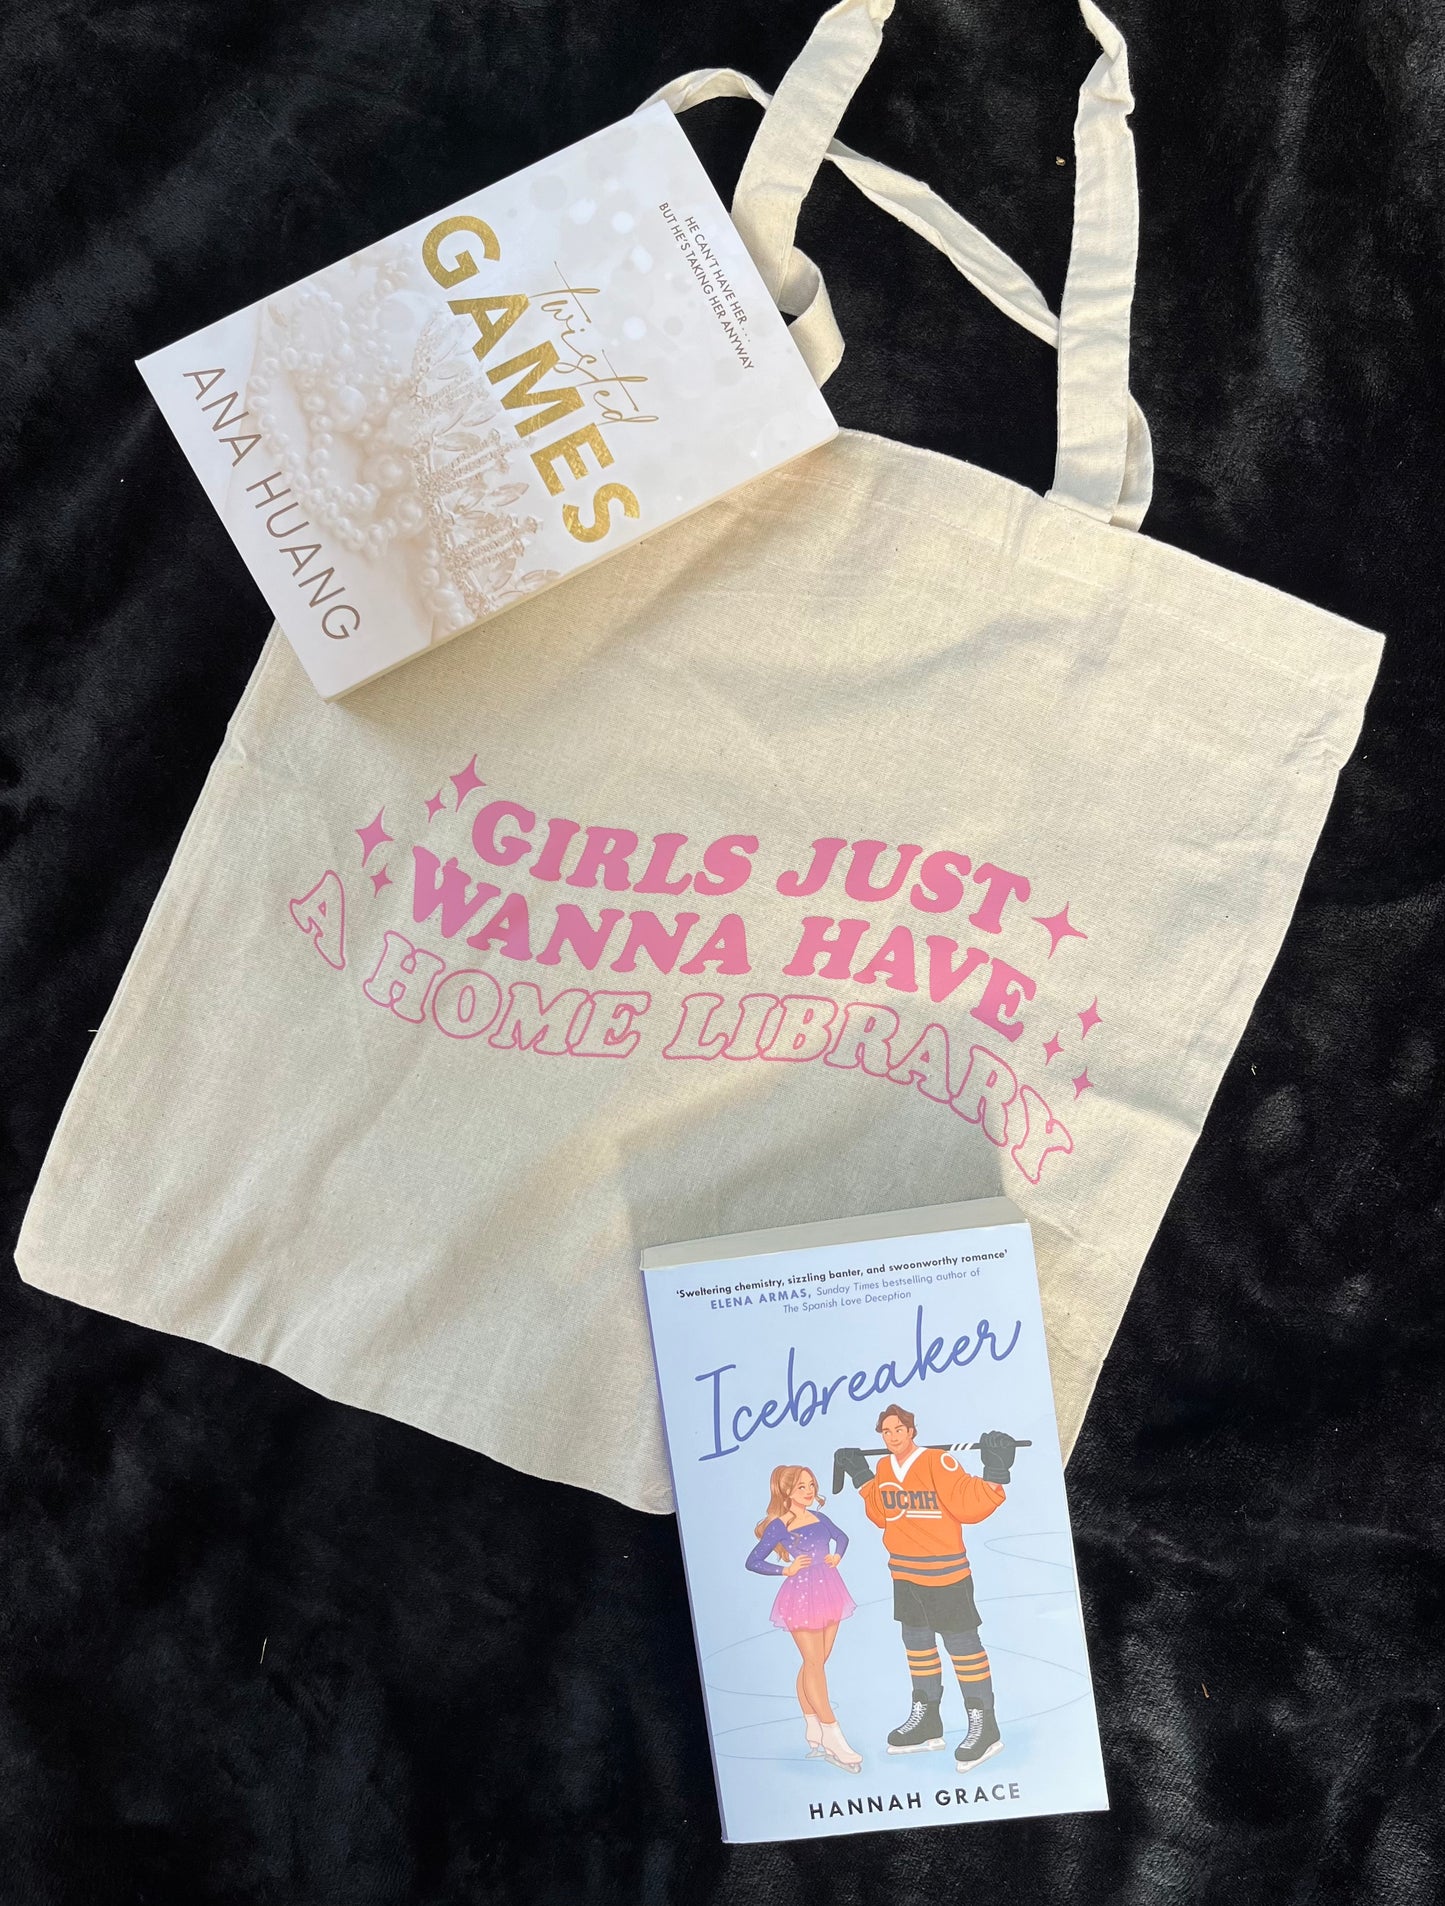 HE CAN'T HAVE HER . . .
BUT HE'S TAKING HER ANYWAY
twisted
GAMES
ANA HUANG
GIRLS JUST
WANNA HAVE
A HOME LIBRARY
'Sweltering chemistry, sizzling banter, and swoonworthy romance'
ELENA ARMAS, Sunday Times bestselling author of
The Spanish Love Deception
Icebreaker
UCMH
HANNAH GRACE